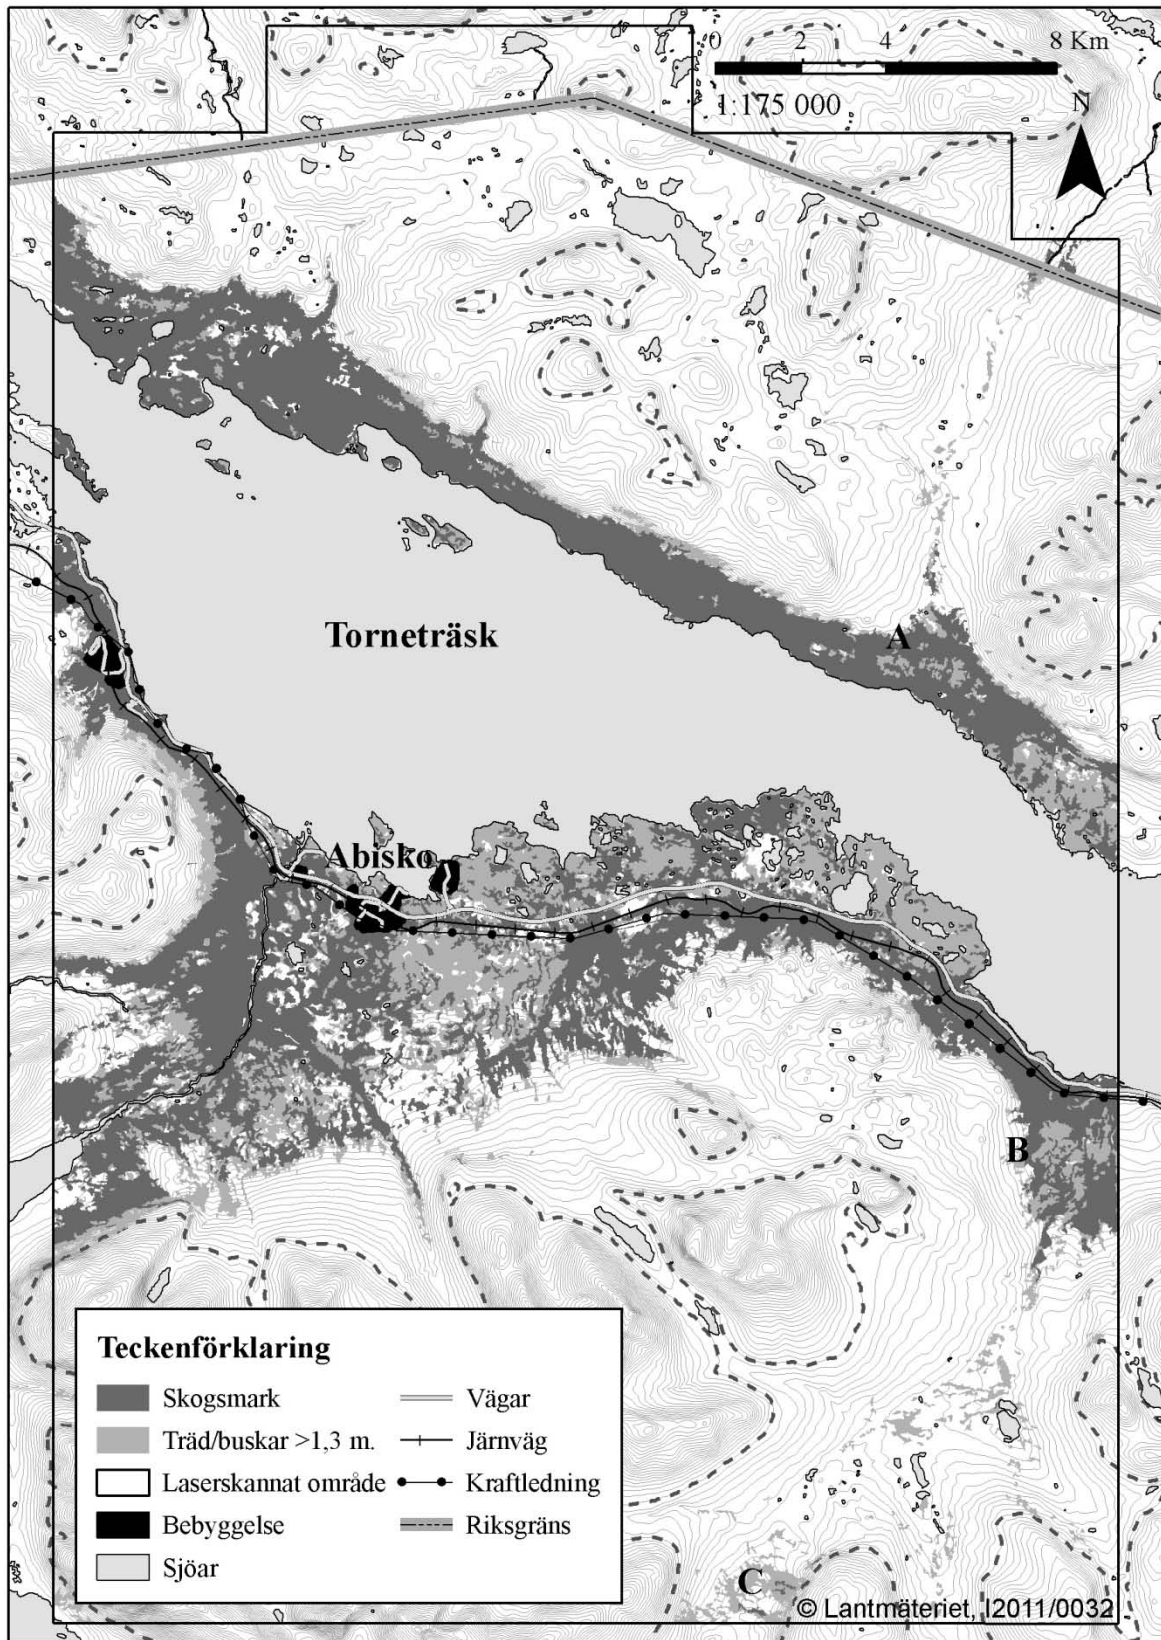 0 2 4 8 Km
1:175 000
N
A
Torneträsk
Abisko
B
Teckenförklaring
Skogsmark
Träd/buskar >1,3 m.
Laserskannat område
Bebyggelse
Sjöar
Vägar
Järnväg
Kraftledning
Riksgräns
C
© Lantmäteriet, I2011/0032